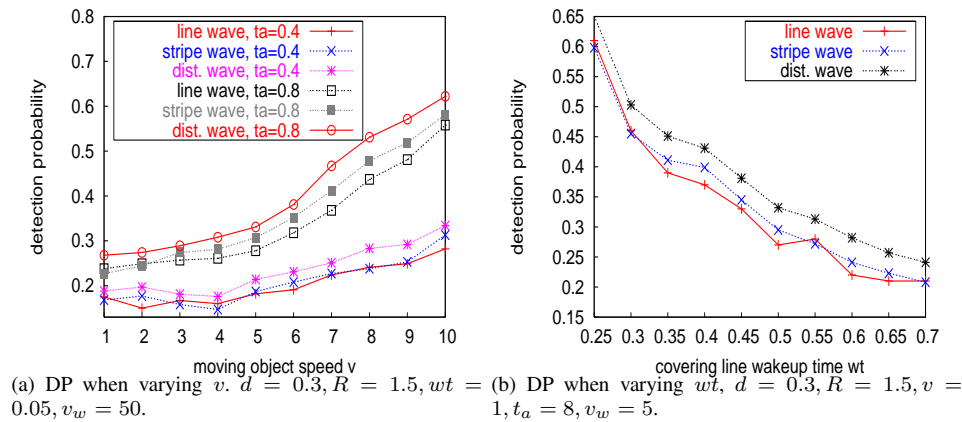 0.8
0.7
0.6
0.5
0.4
0.3
0.2
detection probability
line wave, ta=0.4
stripe wave, ta=0.4
dist. wave, ta=0.4
line wave, ta=0.8
stripe wave, ta=0.8
dist. wave, ta=0.8
1 2 3 4 5 6 7 8 9 10
moving object speed v
(a) DP when varying v. d = 0.3, R = 1.5, wt =
0.05, v_w = 50.
0.65
0.6
0.55
0.5
0.45
0.4
0.35
0.3
0.25
0.2
0.15
detection probability
line wave
stripe wave
dist. wave
0.25 0.3 0.35 0.4 0.45 0.5 0.55 0.6 0.65 0.7
covering line wakeup time wt
(b) DP when varying wt, d = 0.3, R = 1.5, v =
1, t_a = 8, v_w = 5.